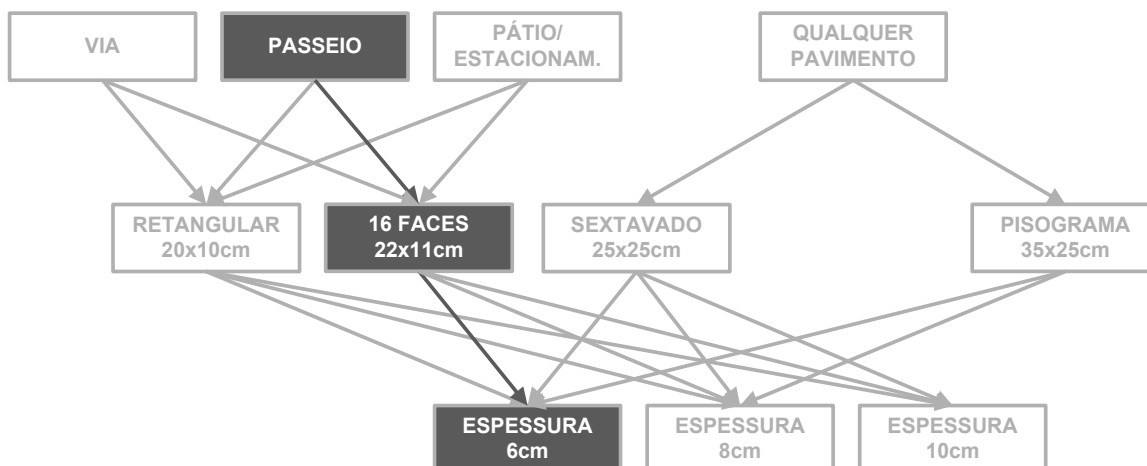 VIA
PASSEIO
PÁTIO/
ESTACIONAM.
QUALQUER
PAVIMENTO
RETANGULAR
20x10cm
16 FACES
22x11cm
SEXTAVADO
25x25cm
PISOGRAMA
35x25cm
ESPESSURA
6cm
ESPESSURA
8cm
ESPESSURA
10cm